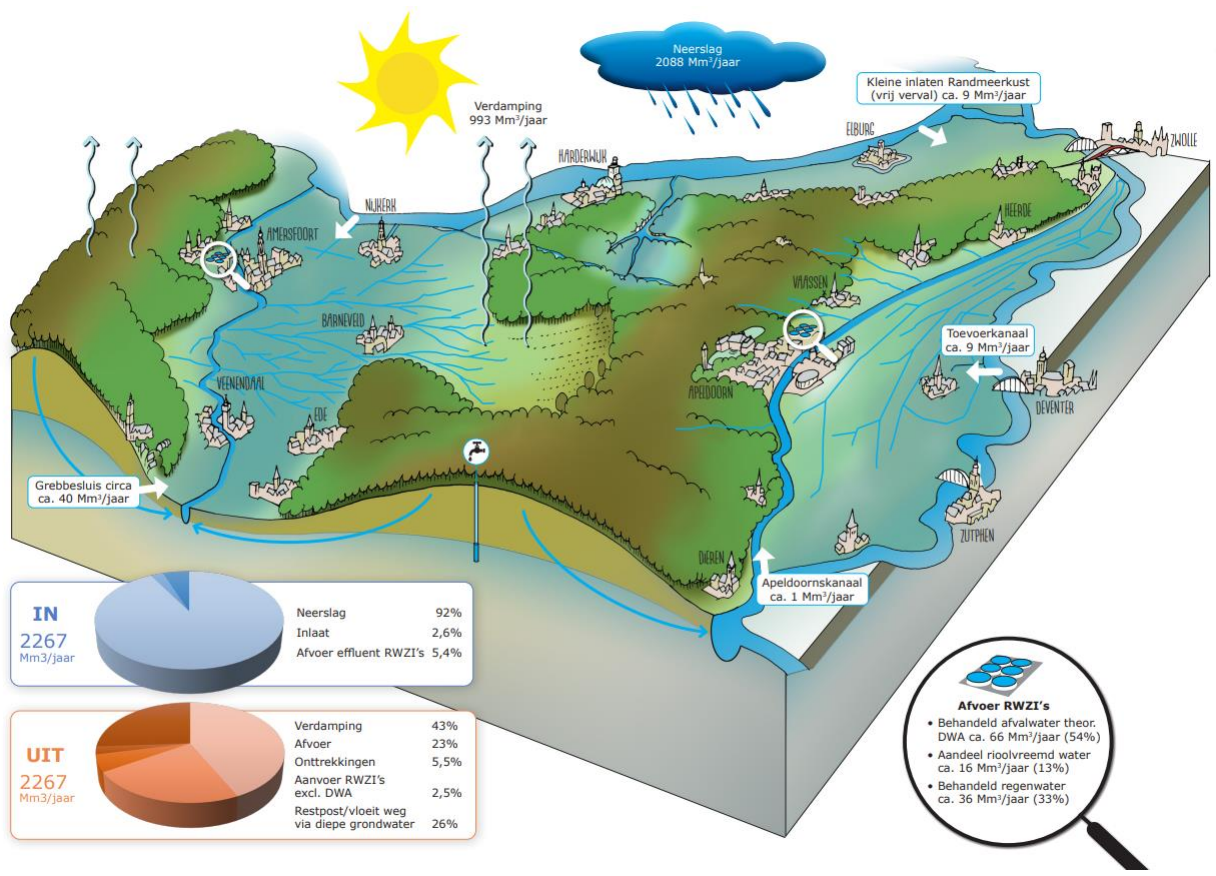 Neerslag
2088 Mm³/jaar
Kleine inlaten Randmeerkust
(vrij verval) ca. 9 Mm³/jaar
Verdamping
993 Mm³/jaar
ELBURG
ZWOLLE
HARDERWIJK
NIJKERK
HEERDE
AMERSFOORT
VAASSEN
BARNEVELD
Toevoerkanaal
ca. 9 Mm³/jaar
APELDOORN
DEVENTER
VEENENDAAL
EDE
Grebbesluis circa
ca. 40 Mm³/jaar
ZUTPHEN
DIEREN
Apeldoornskanaal
ca. 1 Mm³/jaar
IN
2267
Mm3/jaar
Neerslag 92%
Inlaat 2,6%
Afvoer effluent RWZI's 5,4%
UIT
2267
Mm3/jaar
Verdamping 43%
Afvoer 23%
Onttrekkingen 5,5%
Aanvoer RWZI's
excl. DWA 2,5%
Restpost/vloeit weg
via diepe grondwater 26%
Afvoer RWZI's
• Behandeld afvalwater theor.
DWA ca. 66 Mm³/jaar (54%)
• Aandeel rioolvreemd water
ca. 16 Mm³/jaar (13%)
• Behandeld regenwater
ca. 36 Mm³/jaar (33%)